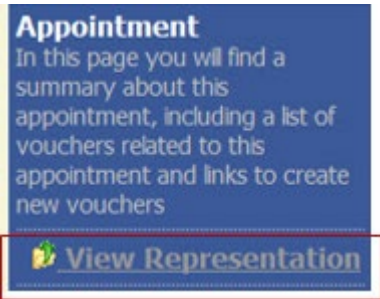 Appointment
In this page you will find a
summary about this
appointment, including a list of
vouchers related to this
appointment and links to create
new vouchers
View Representation